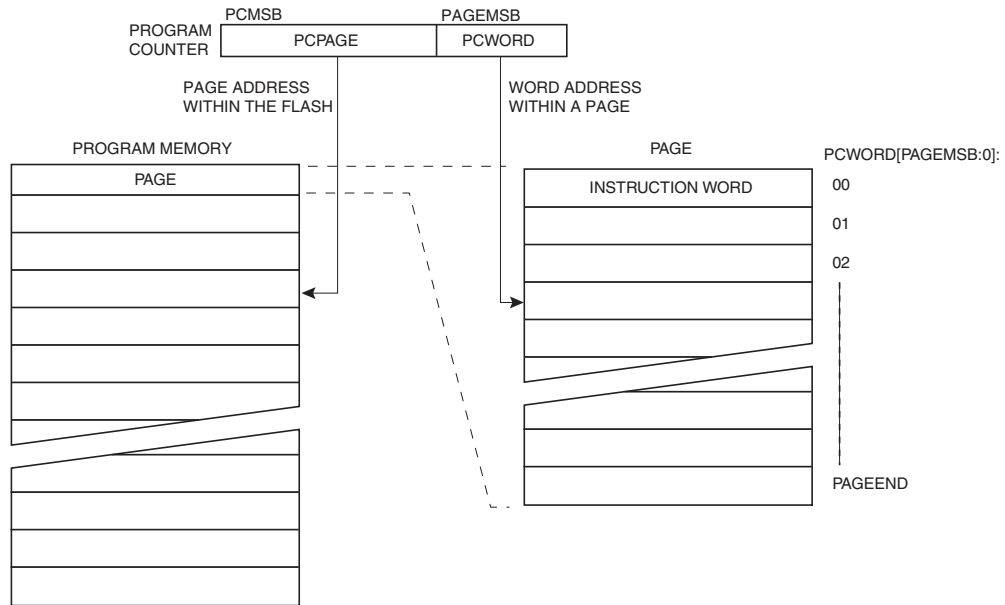 PCMSB PAGEMSB
PROGRAM
COUNTER
PCPAGE PCWORD
PAGE ADDRESS
WITHIN THE FLASH
WORD ADDRESS
WITHIN A PAGE
PROGRAM MEMORY
PAGE
PAGE
PCWORD[PAGEMSB:0]:
INSTRUCTION WORD
00
01
02
PAGEEND